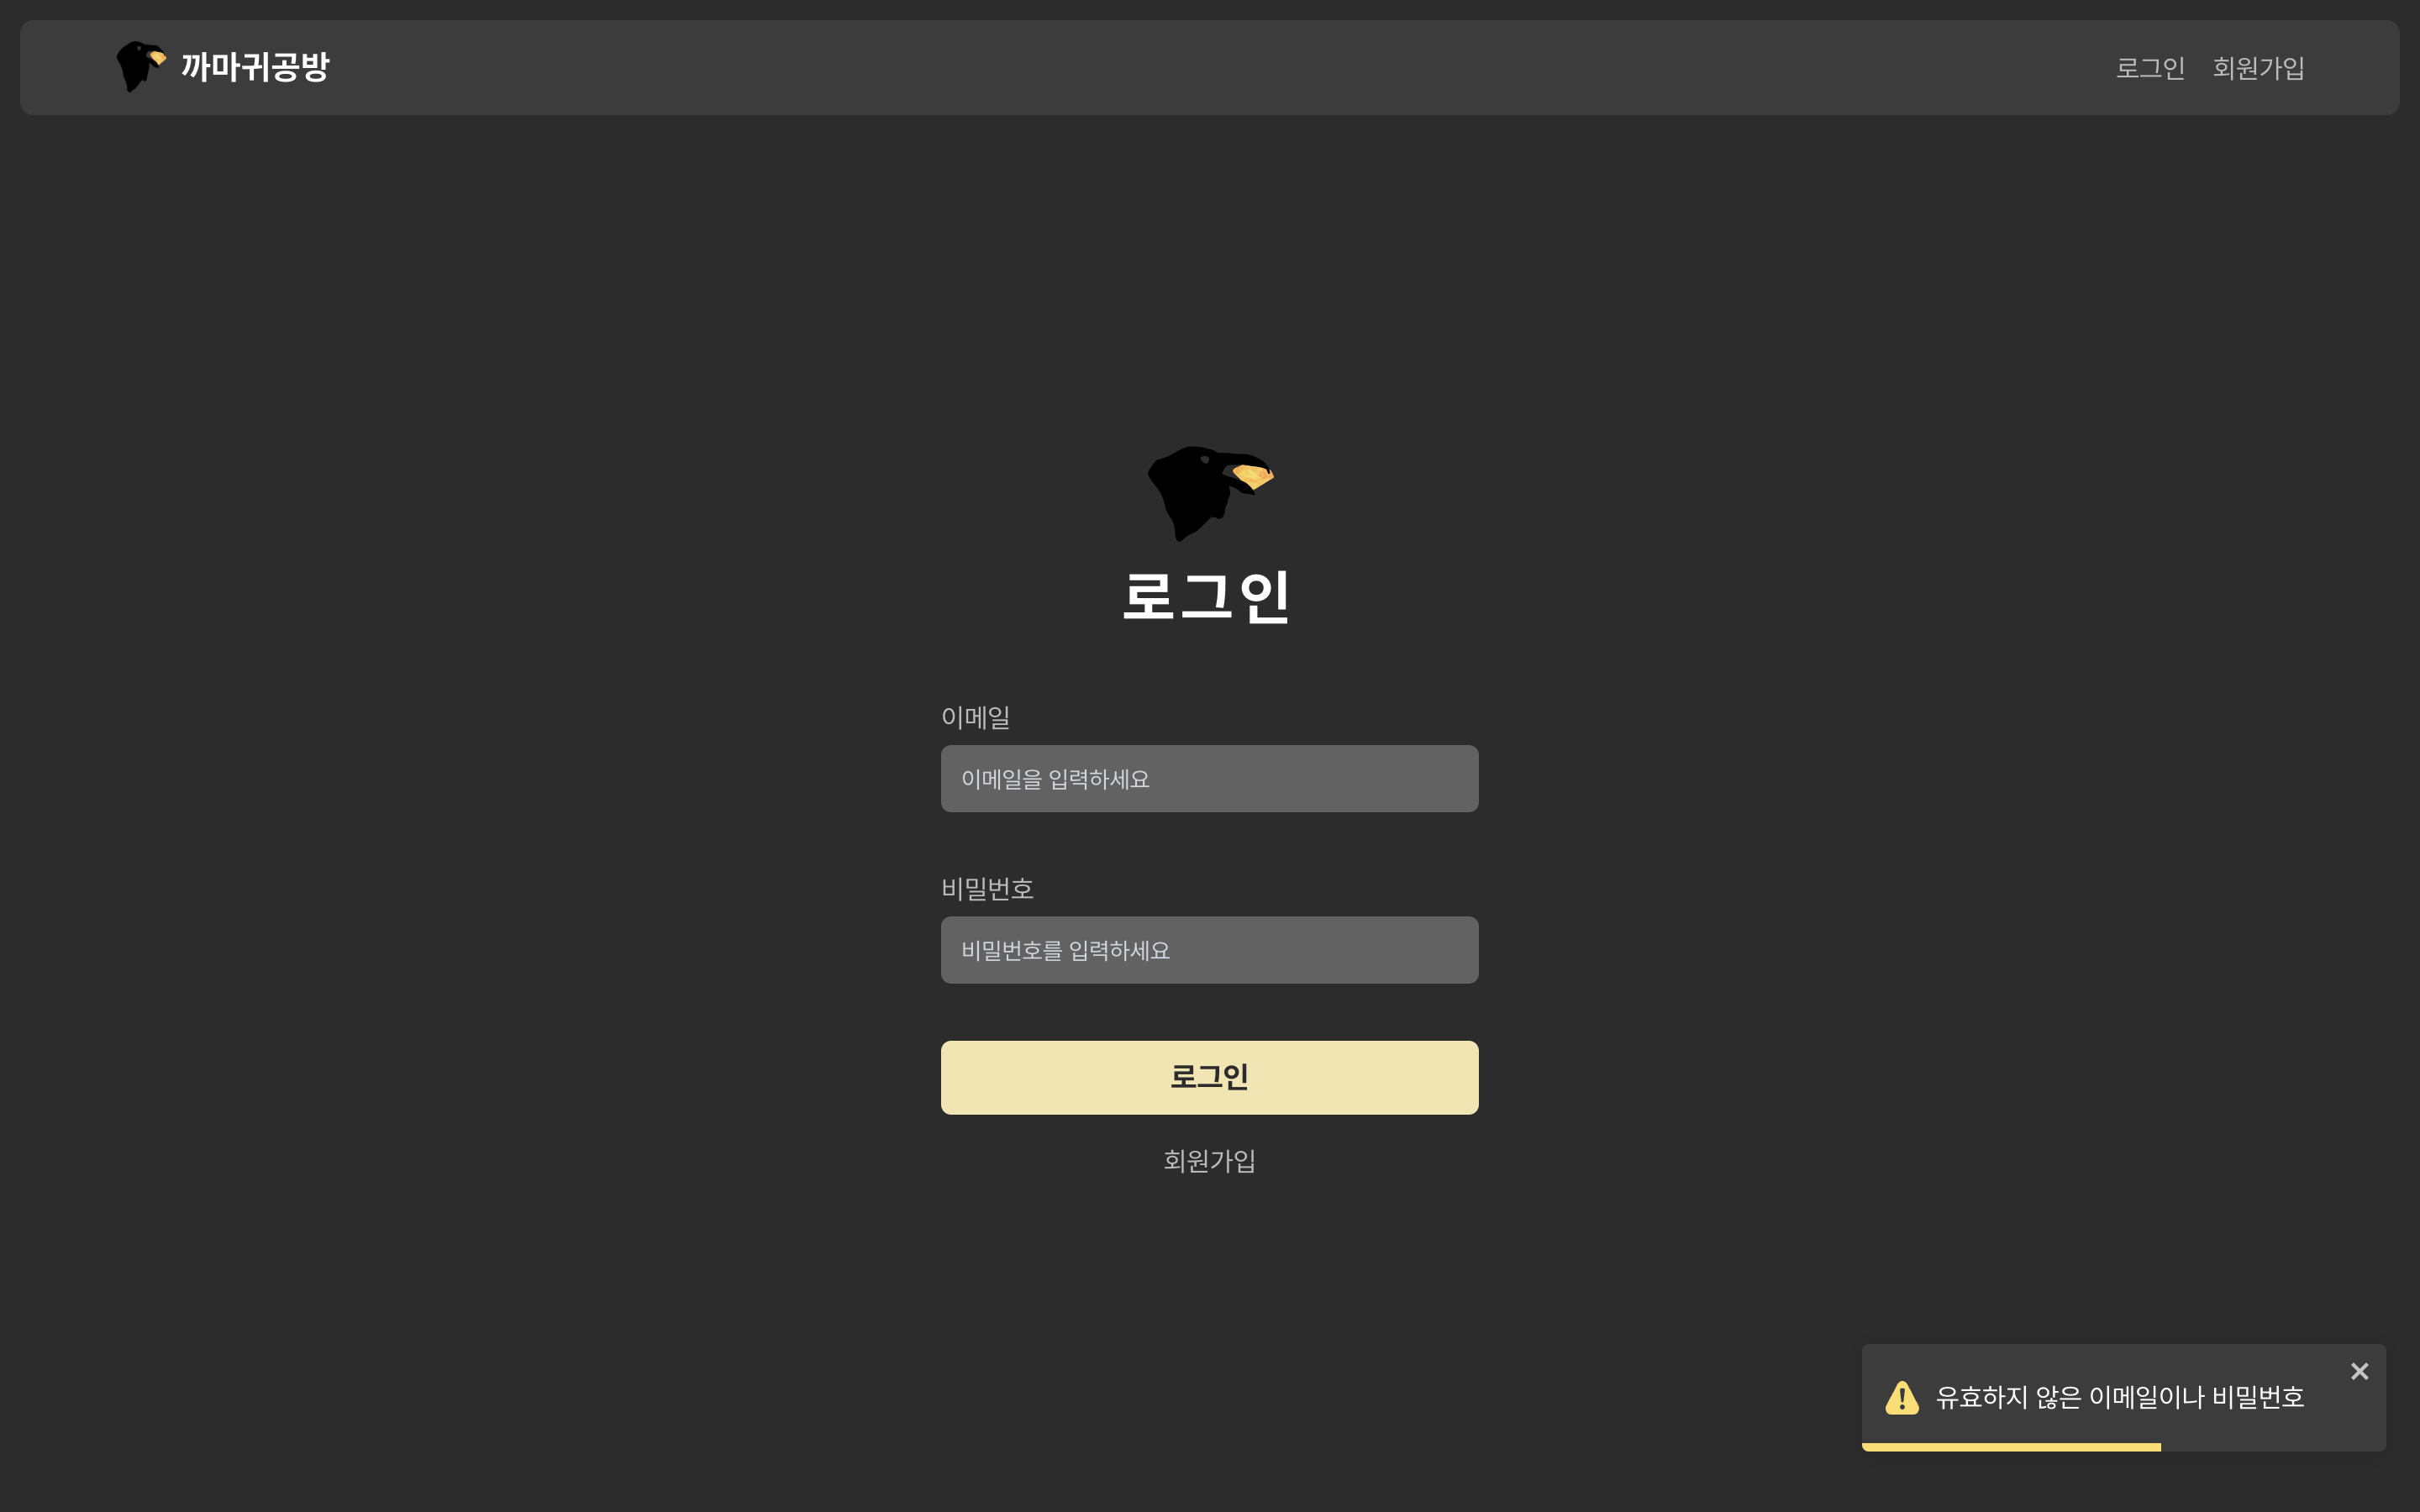 까마귀공방
로그인 회원가입
로그인
이메일
이메일을 입력하세요
비밀번호
비밀번호를 입력하세요
로그인
회원가입
유효하지 않은 이메일이나 비밀번호